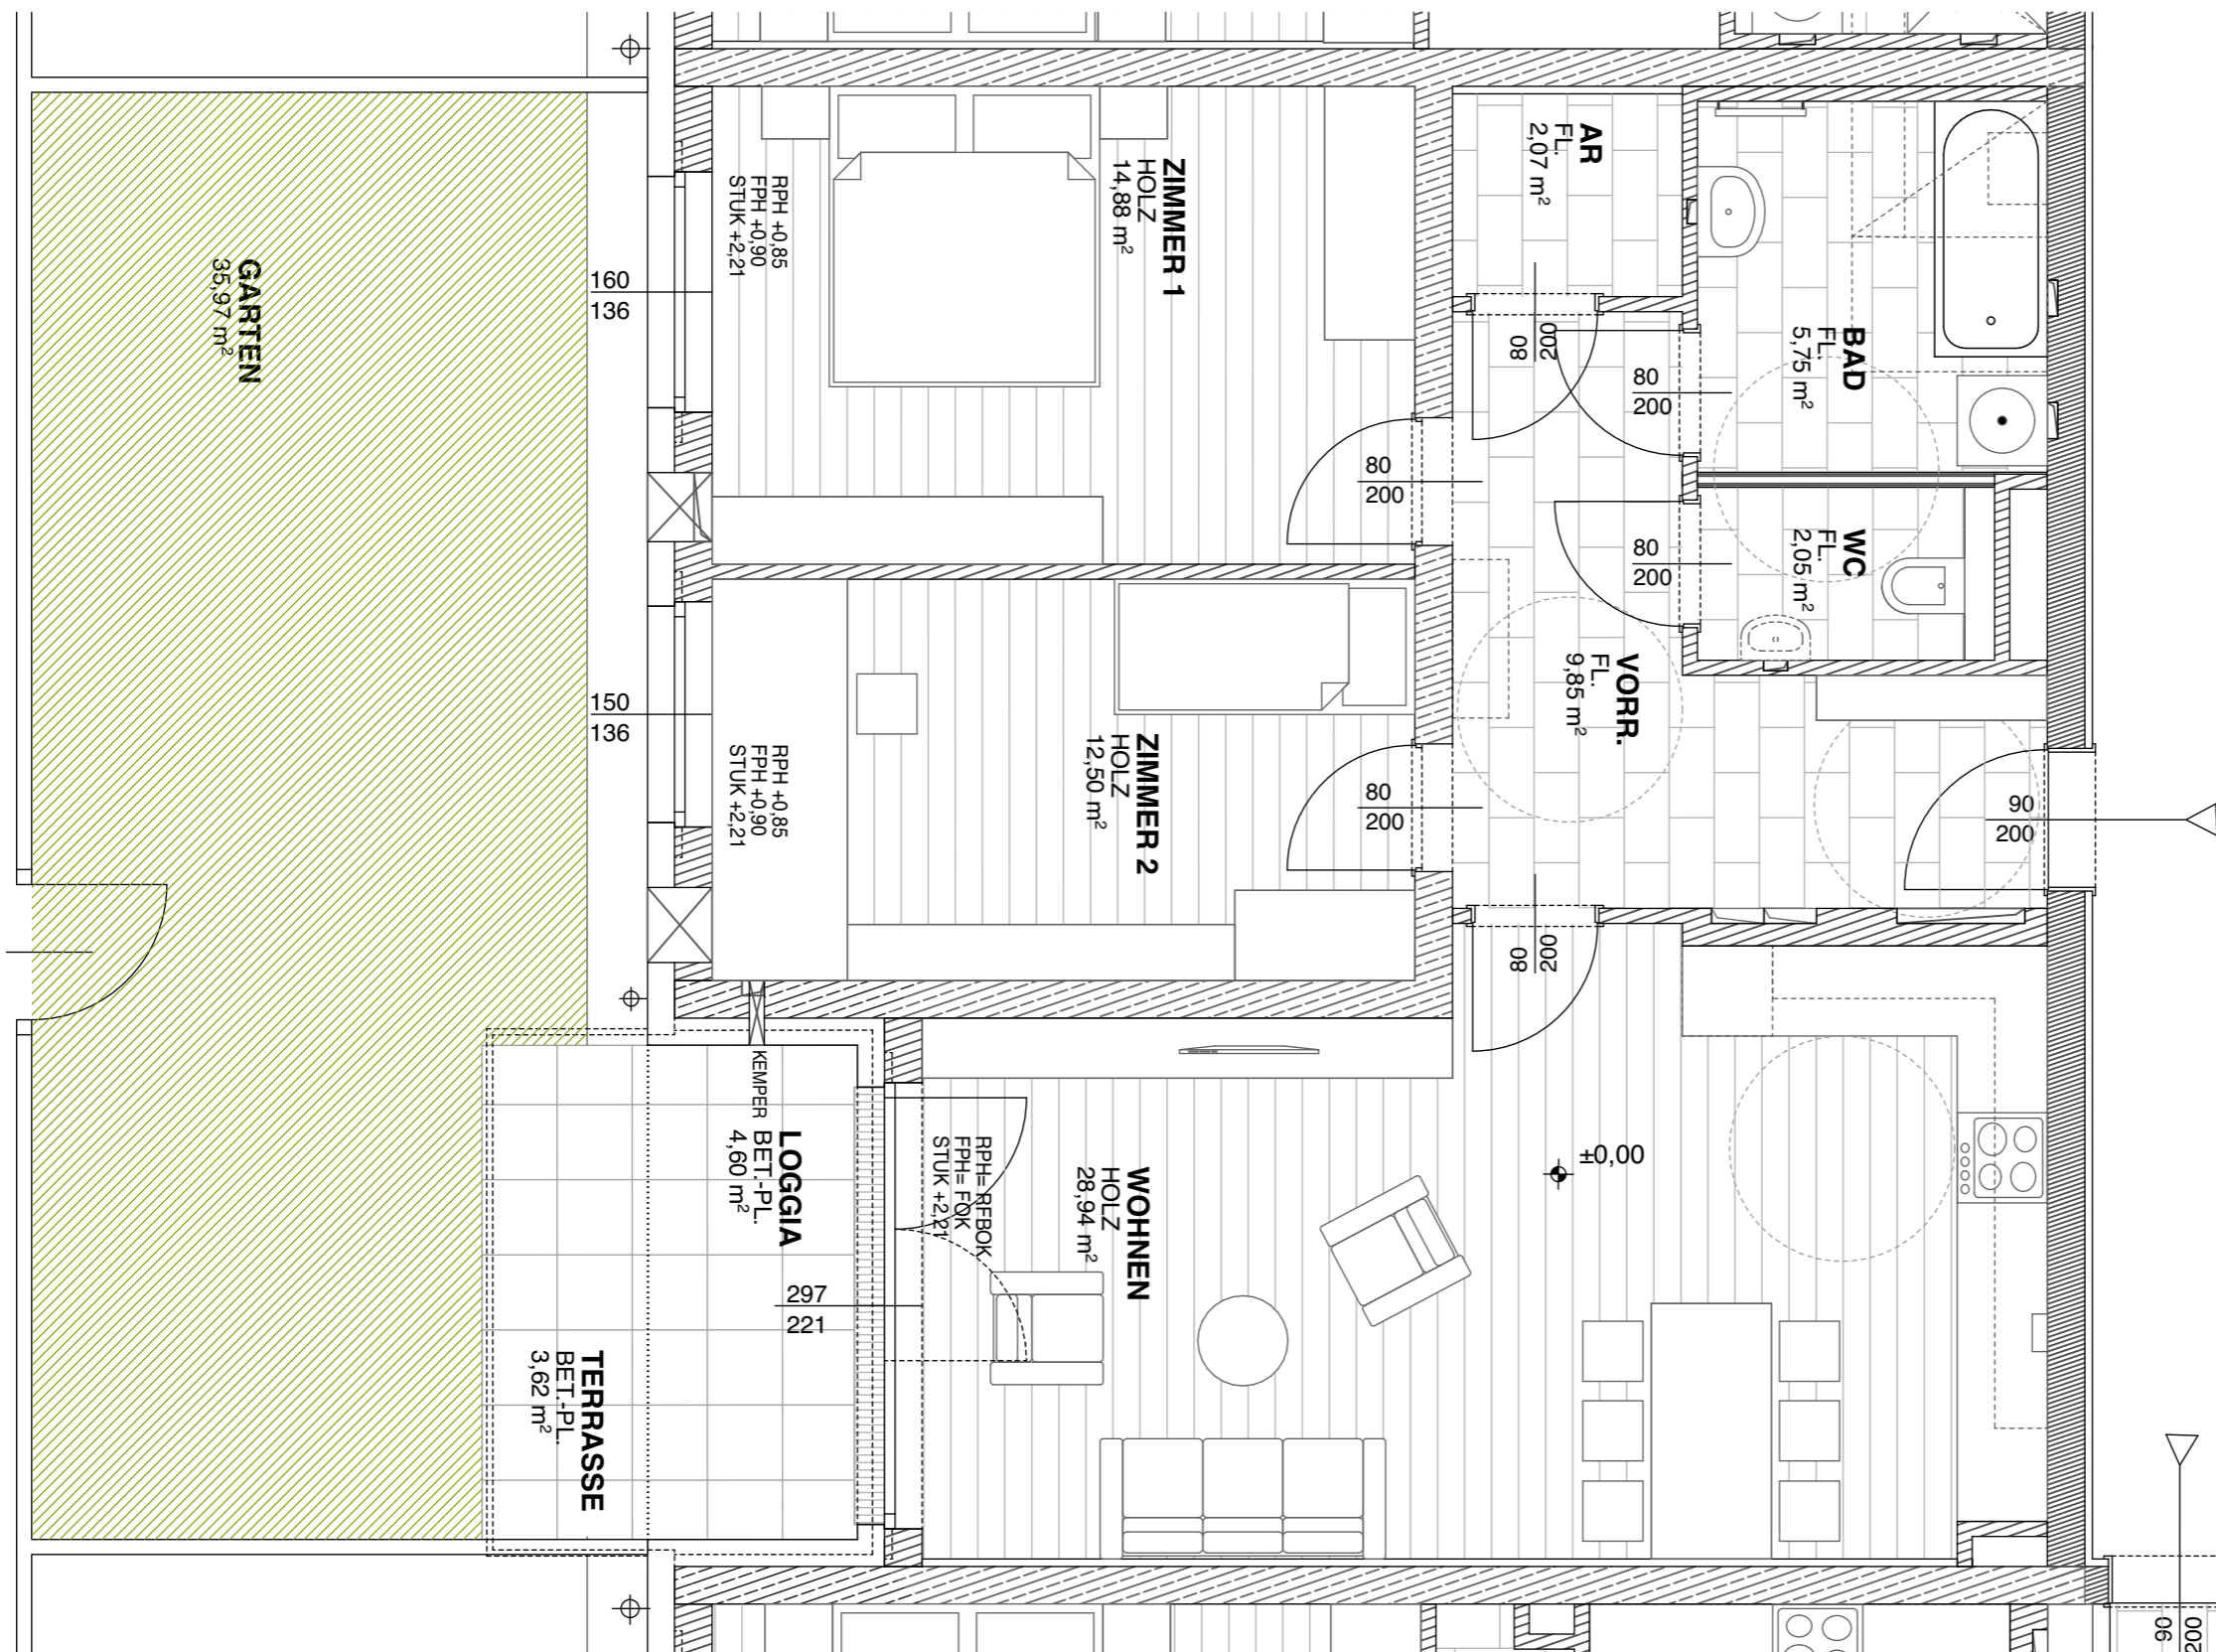 GARTEN
35,97 m²
160
136
RPH +0,85
FPH +0,90
STUK +2,21
ZIMMER 1
HOLZ
14,88 m²
AR
FL.
2,07 m²
80
200
BAD
FL.
5,75 m²
80
200
80
200
WC
FL.
2,05 m²
80
200
VORR.
FL.
9,85 m²
150
136
RPH +0,85
FPH +0,90
STUK +2,21
ZIMMER 2
HOLZ
12,50 m²
80
200
90
200
80
200
KEMPER
LOGGIA
BET.-PL.
4,60 m²
RPH= RFBOK
FPH= FOK
STUK +2,21
297
221
WOHNEN
HOLZ
28,94 m²
±0,00
TERRASSE
BET.-PL.
3,62 m²
90
200